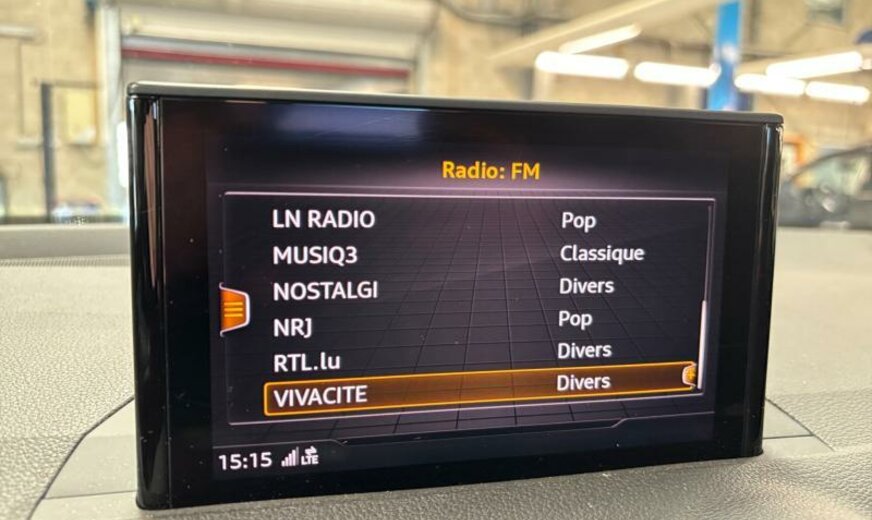 Radio: FM
LN RADIO Pop
MUSIQ3 Classique
NOSTALGI Divers
NRJ Pop
RTL.lu Divers
VIVACITE Divers
15:15 LTE